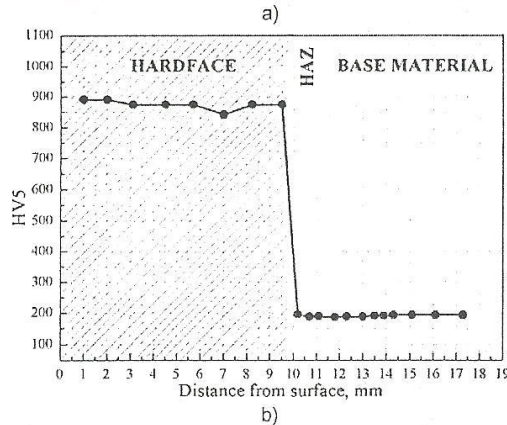 a)
1100
1000
900
800
700
600
500
400
300
200
100
HV5
HARDFACE
HAZ
BASE MATERIAL
0 1 2 3 4 5 6 7 8 9 10 11 12 13 14 15 16 17 18 19
Distance from surface, mm
b)